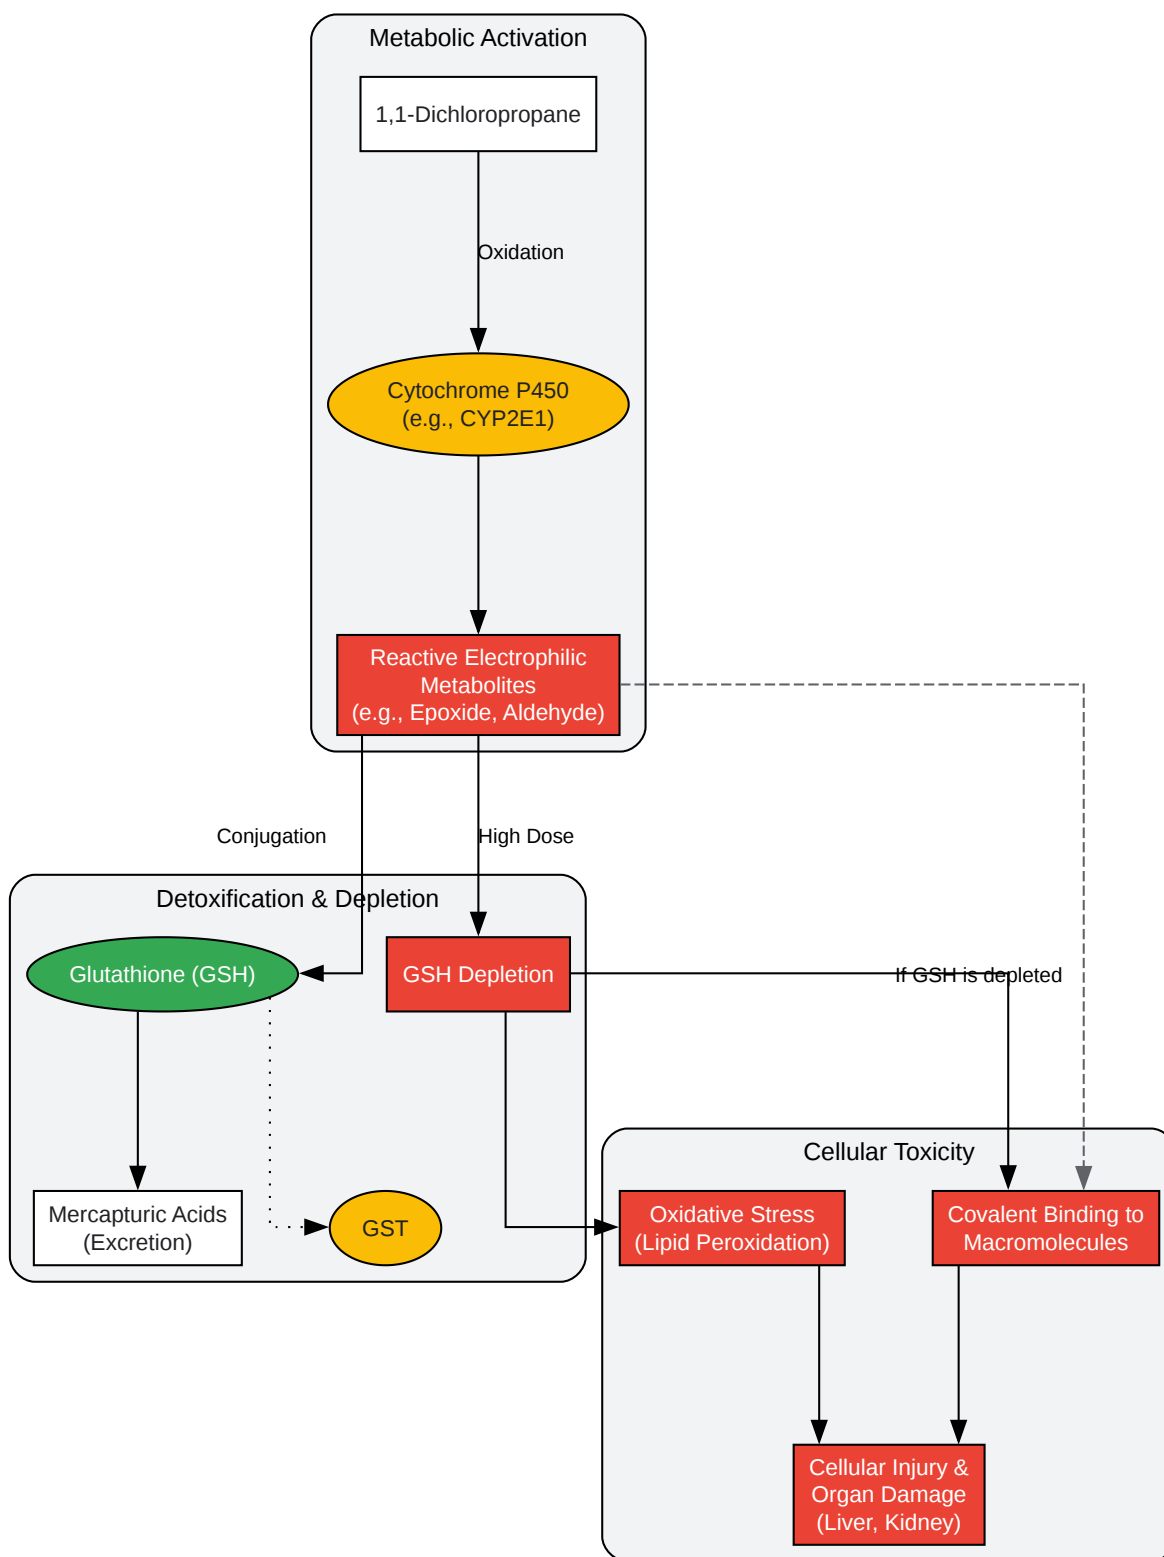 Metabolic Activation
1,1-Dichloropropane
Oxidation
Cytochrome P450
(e.g., CYP2E1)
Reactive Electrophilic
Metabolites
(e.g., Epoxide, Aldehyde)
Conjugation
High Dose
Detoxification & Depletion
Glutathione (GSH)
GSH Depletion
If GSH is depleted
Cellular Toxicity
Mercapturic Acids
(Excretion)
GST
Oxidative Stress
(Lipid Peroxidation)
Covalent Binding to
Macromolecules
Cellular Injury &
Organ Damage
(Liver, Kidney)